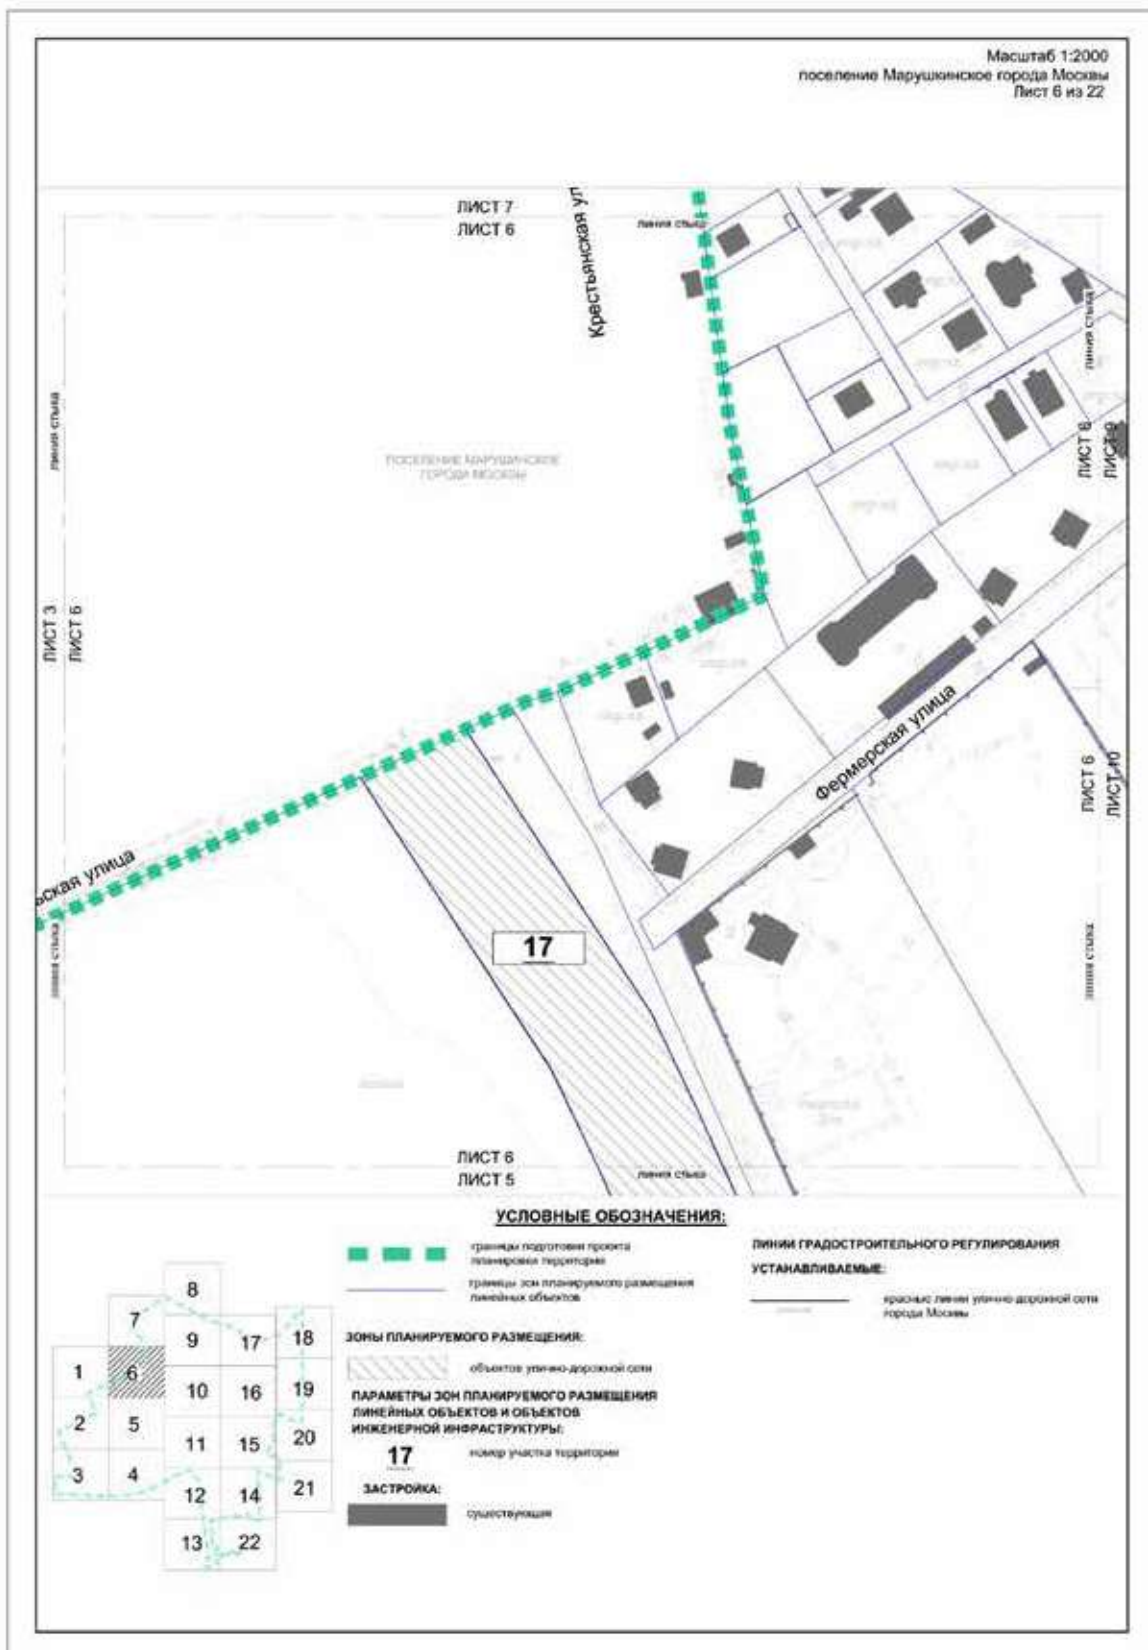 Масштаб 1:2000
поселение Марушкинское города Москвы
Лист 6 из 22
ЛИСТ 7
ЛИСТ 6
Крестьянская ул
линия стыка
линия стыка
линия стыка
ПОСЕЛЕНИЕ МАРУШКИНСКОЕ
ГОРОДА МОСКВЫ
ЛИСТ 6
ЛИСТ 9
ЛИСТ 3
ЛИСТ 6
Фермерская улица
ЛИСТ 6
ЛИСТ 10
ьская улица
линия стыка
17
линия стыка
ЛИСТ 6
ЛИСТ 5
линия стыка
УСЛОВНЫЕ ОБОЗНАЧЕНИЯ:
границы подготовки проекта
планировки территории
границы зон планируемого размещения
линейных объектов
ЗОНЫ ПЛАНИРУЕМОГО РАЗМЕЩЕНИЯ:
объектов улично-дорожной сети
ПАРАМЕТРЫ ЗОН ПЛАНИРУЕМОГО РАЗМЕЩЕНИЯ
ЛИНЕЙНЫХ ОБЪЕКТОВ И ОБЪЕКТОВ
ИНЖЕНЕРНОЙ ИНФРАСТРУКТУРЫ:
17
номер участка территории
ЗАСТРОЙКА:
существующая
ЛИНИИ ГРАДОСТРОИТЕЛЬНОГО РЕГУЛИРОВАНИЯ
УСТАНАВЛИВАЕМЫЕ:
красные линии улично-дорожной сети
города Москвы
8
7
9
17
18
1
6
10
16
19
2
5
11
15
20
3
4
12
14
21
13
22